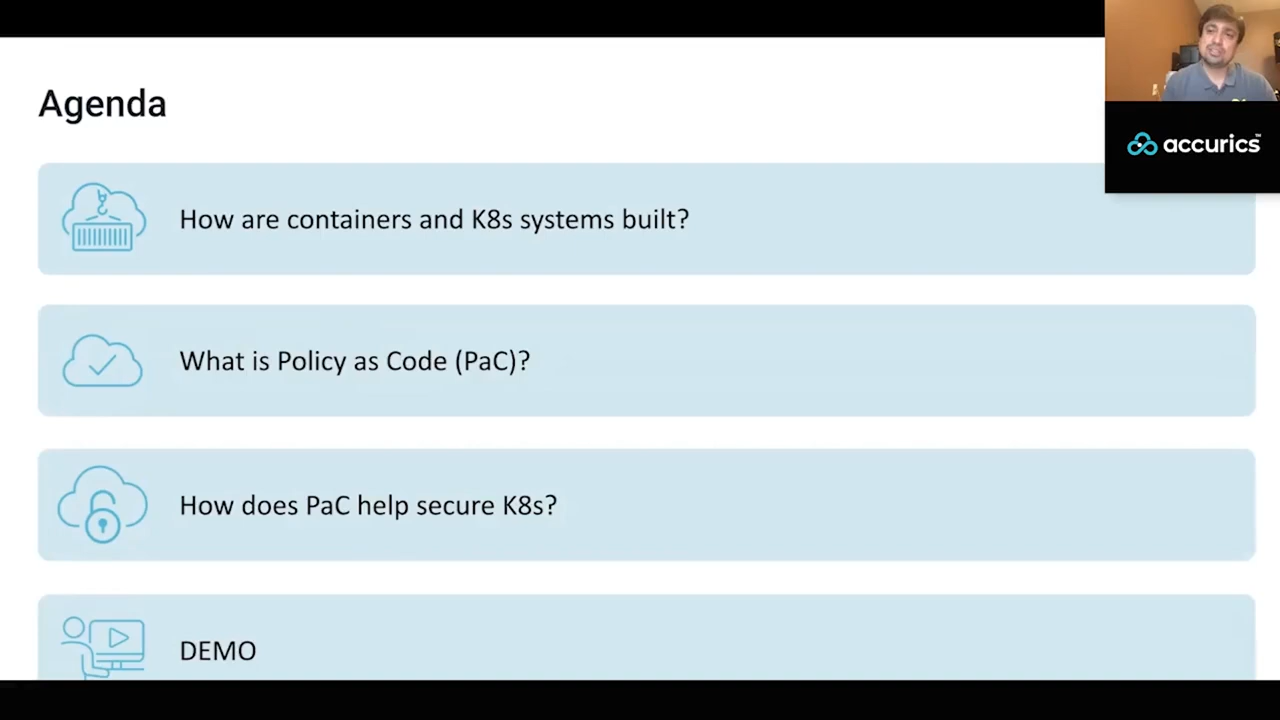 Agenda
accurics™
How are containers and K8s systems built?
What is Policy as Code (PaC)?
How does PaC help secure K8s?
DEMO